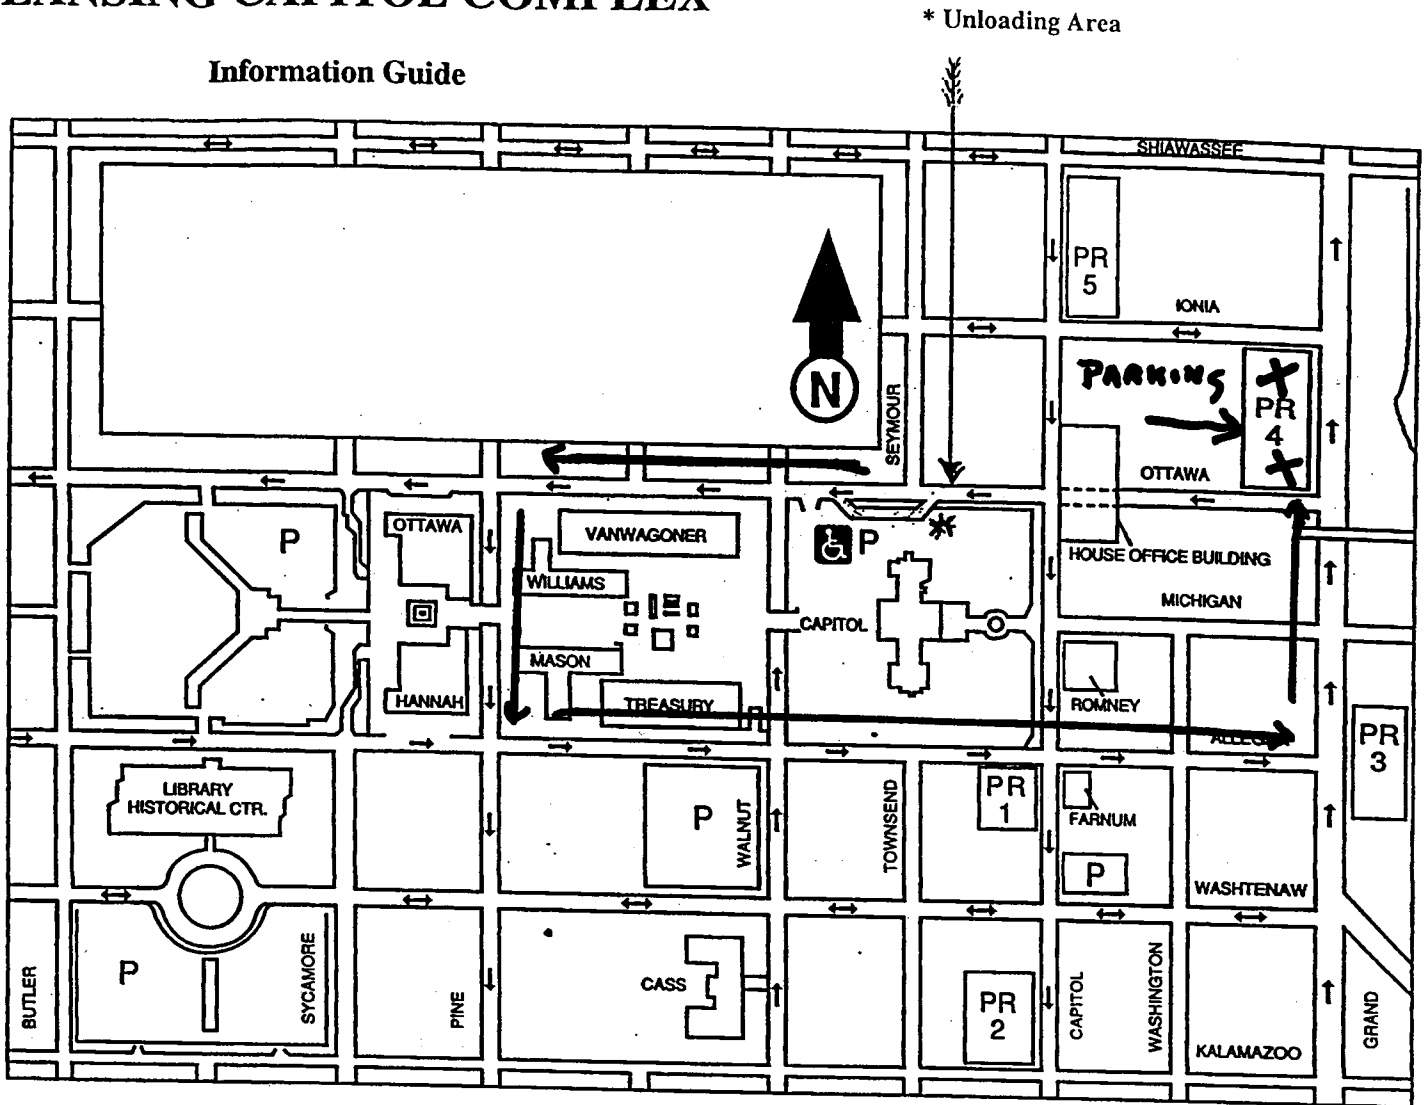 LANSING CAPITOL COMPLEX
* Unloading Area
Information Guide
SHIAWASSEE
PR
5
IONIA
PARKING
PR
4
N
SEYMOUR
OTTAWA
OTTAWA
VANWAGONER
P
P
HOUSE OFFICE BUILDING
WILLIAMS
MICHIGAN
CAPITOL
MASON
HANNAH
TREASURY
ROMNEY
PR
3
LIBRARY
HISTORICAL CTR.
P
WALNUT
TOWNSEND
PR
1
FARNUM
P
WASHTENAW
BUTLER
P
SYCAMORE
PINE
CASS
PR
2
CAPITOL
WASHINGTON
KALAMAZOO
GRAND